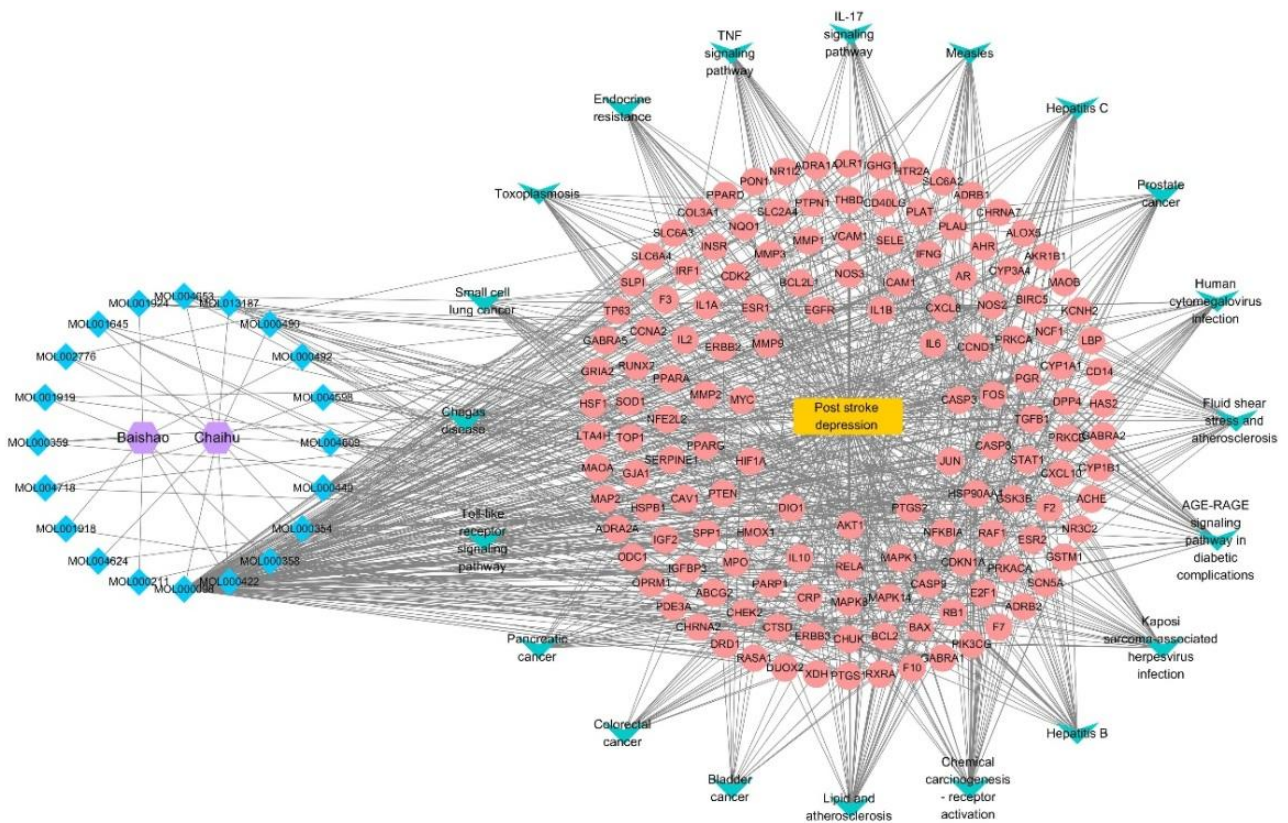 IL-17
signaling
pathway
TNF
signaling
pathway
Measles
Endocrine
resistance
Hepatitis C
Toxoplasmosis
Prostate
cancer
Small cell
lung cancer
Human
cytomegalovirus
infection
Chagas
disease
Fluid shear
stress and
atherosclerosis
Toll-like
receptor
signaling
pathway
AGE-RAGE
signaling
pathway in
diabetic
complications
Pancreatic
cancer
Kaposi
sarcoma-associated
herpesvirus
infection
Colorectal
cancer
Hepatitis B
Bladder
cancer
Lipid and
atherosclerosis
Chemical
carcinogenesis
- receptor
activation
MOL004653
MOL001924
MOL013187
MOL001645
MOL000490
MOL002776
MOL000492
MOL001919
MOL004598
MOL000359
Baishao
Chaihu
MOL004609
MOL004718
MOL000449
MOL001918
MOL000354
MOL004624
MOL000358
MOL000211
MOL000098
MOL000422
Post stroke
depression
PON1
NR1I2
ADRA1A
OLR1
IGHG1
HTR2A
SLC6A2
ADRB1
CHRNA7
ALOX5
AKR1B1
MAOB
KCNH2
LBP
CD14
HAS2
GABRA2
CYP1B1
ACHE
NR3C2
GSTM1
SCN5A
ADRB2
F7
PIK3CG
GABRA1
F10
RXRA
PTGS1
XDH
DUOX2
RASA1
DRD1
CHRNA2
PDE3A
OPRM1
ODC1
ADRA2A
MAP2
MAOA
LTA4H
HSF1
GRIA2
GABRA5
TP63
SLPI
SLC6A4
SLC6A3
COL3A1
PPARD
NQO1
SLC2A4
PTPN1
THBD
CD40LG
PLAT
PLAU
AHR
CYP3A4
BIRC5
NCF1
CYP1A1
DPP4
PRKCD
CXCL10
F2
ESR2
PRKACA
E2F1
RB1
BAX
BCL2
CHUK
ERBB3
CTSD
CHEK2
ABCG2
IGFBP3
IGF2
HSPB1
GJA1
TOP1
SOD1
RUNX2
CCNA2
F3
IRF1
INSR
MMP3
MMP1
VCAM1
SELE
IFNG
AR
NOS2
PRKCA
PGR
TGFB1
STAT1
GSK3B
RAF1
CDKN1A
CASP9
MAPK14
MAPK8
CRP
PARP1
MPO
SPP1
CAV1
SERPINE1
NFE2L2
PPARA
IL2
IL1A
CDK2
BCL2L1
NOS3
ICAM1
CXCL8
CCND1
FOS
CASP8
HSP90AA1
NFKBIA
MAPK1
RELA
IL10
HMOX1
PTEN
PPARG
MMP2
ERBB2
ESR1
EGFR
IL1B
IL6
CASP3
JUN
PTGS2
AKT1
DIO1
HIF1A
MYC
MMP9